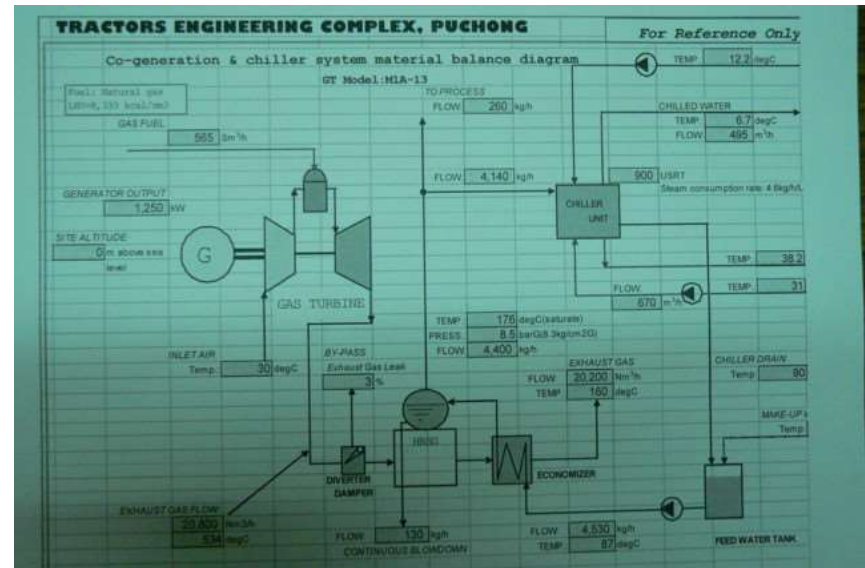 TRACTORS ENGINEERING COMPLEX, PUCHONG
For Reference Only
Co-generation & chiller system material balance diagram
GT Model:M1A-13
TEMP 12.2 degC
Fuel: Natural gas
TO PROCESS
FLOW 260 kg/h
CHILLED WATER
TEMP 6.7 degC
FLOW 495 m³/h
GAS FUEL
565 Sm³/h
FLOW 4,140 kg/h
900 USRT
Steam consumption rate: 4.6kg/h/
GENERATOR OUTPUT
1,250 kW
CHILLER
UNIT
SITE ALTITUDE
0 m above sea
level
G
TEMP 38.2
GAS TURBINE
FLOW
670 m³/h
TEMP 31
TEMP 176 degC(saturate)
PRESS 8.5 barG(8.3kg/cm2G)
FLOW 4,400 kg/h
INLET AIR
Temp. 30 degC
BY-PASS
Exhaust Gas Leak
3 %
EXHAUST GAS
FLOW 20,200 Nm³/h
TEMP 160 degC
CHILLER DRAIN
Temp
MAKE-UP
Temp
HRSG
DIVERTER
DAMPER
ECONOMIZER
EXHAUST GAS FLOW
20,800 Nm3/h
534 degC
FLOW 130 kg/h
CONTINUOUS BLOWDOWN
FLOW 4,530 kg/h
TEMP 87 degC
FEED WATER TANK